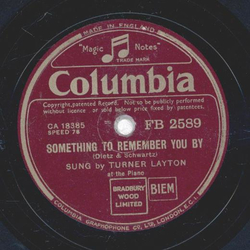 MADE IN ENGLAND
"Magic Notes"
TRADE MARK
Columbia
Copyright, patented Record. Not to be publicly performed
without licence or sold below price fixed by patentees.
CA 18385
SPEED 78
FB 2589
SOMETHING TO REMEMBER YOU BY
(Dietz & Schwartz)
SUNG by TURNER LAYTON
at the Piano
BRADBURY
WOOD
LIMITED
BIEM
COLUMBIA GRAPHOPHONE CO. LTD. LONDON, E.C.1